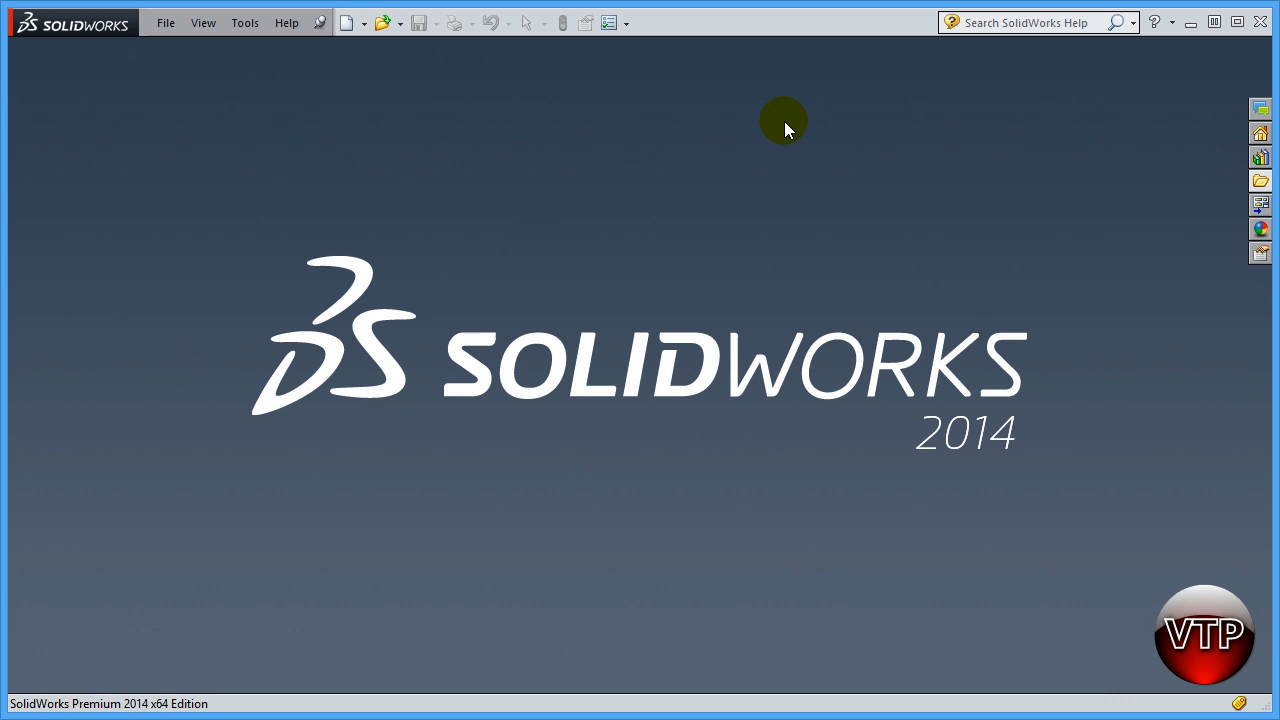 SOLIDWORKS File View Tools Help Search SolidWorks Help ?
SOLIDWORKS
2014
VTP
SolidWorks Premium 2014 x64 Edition